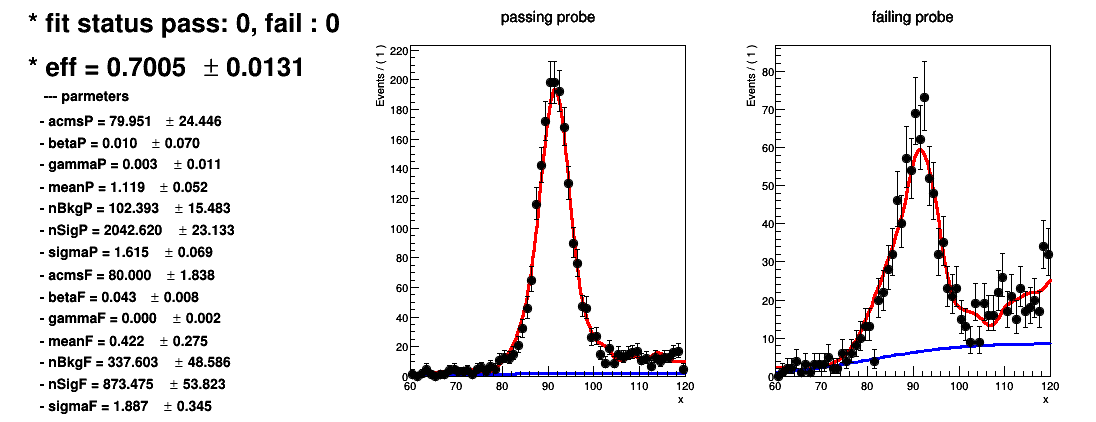 * fit status pass: 0, fail : 0
* eff = 0.7005 ± 0.0131
--- parmeters
- acmsP = 79.951 ± 24.446
- betaP = 0.010 ± 0.070
- gammaP = 0.003 ± 0.011
- meanP = 1.119 ± 0.052
- nBkgP = 102.393 ± 15.483
- nSigP = 2042.620 ± 23.133
- sigmaP = 1.615 ± 0.069
- acmsF = 80.000 ± 1.838
- betaF = 0.043 ± 0.008
- gammaF = 0.000 ± 0.002
- meanF = 0.422 ± 0.275
- nBkgF = 337.603 ± 48.586
- nSigF = 873.475 ± 53.823
- sigmaF = 1.887 ± 0.345
passing probe
Events / ( 1 )
220
200
180
160
140
120
100
80
60
40
20
0
60 70 80 90 100 110 120
x
failing probe
Events / ( 1 )
80
70
60
50
40
30
20
10
0
60 70 80 90 100 110 120
x